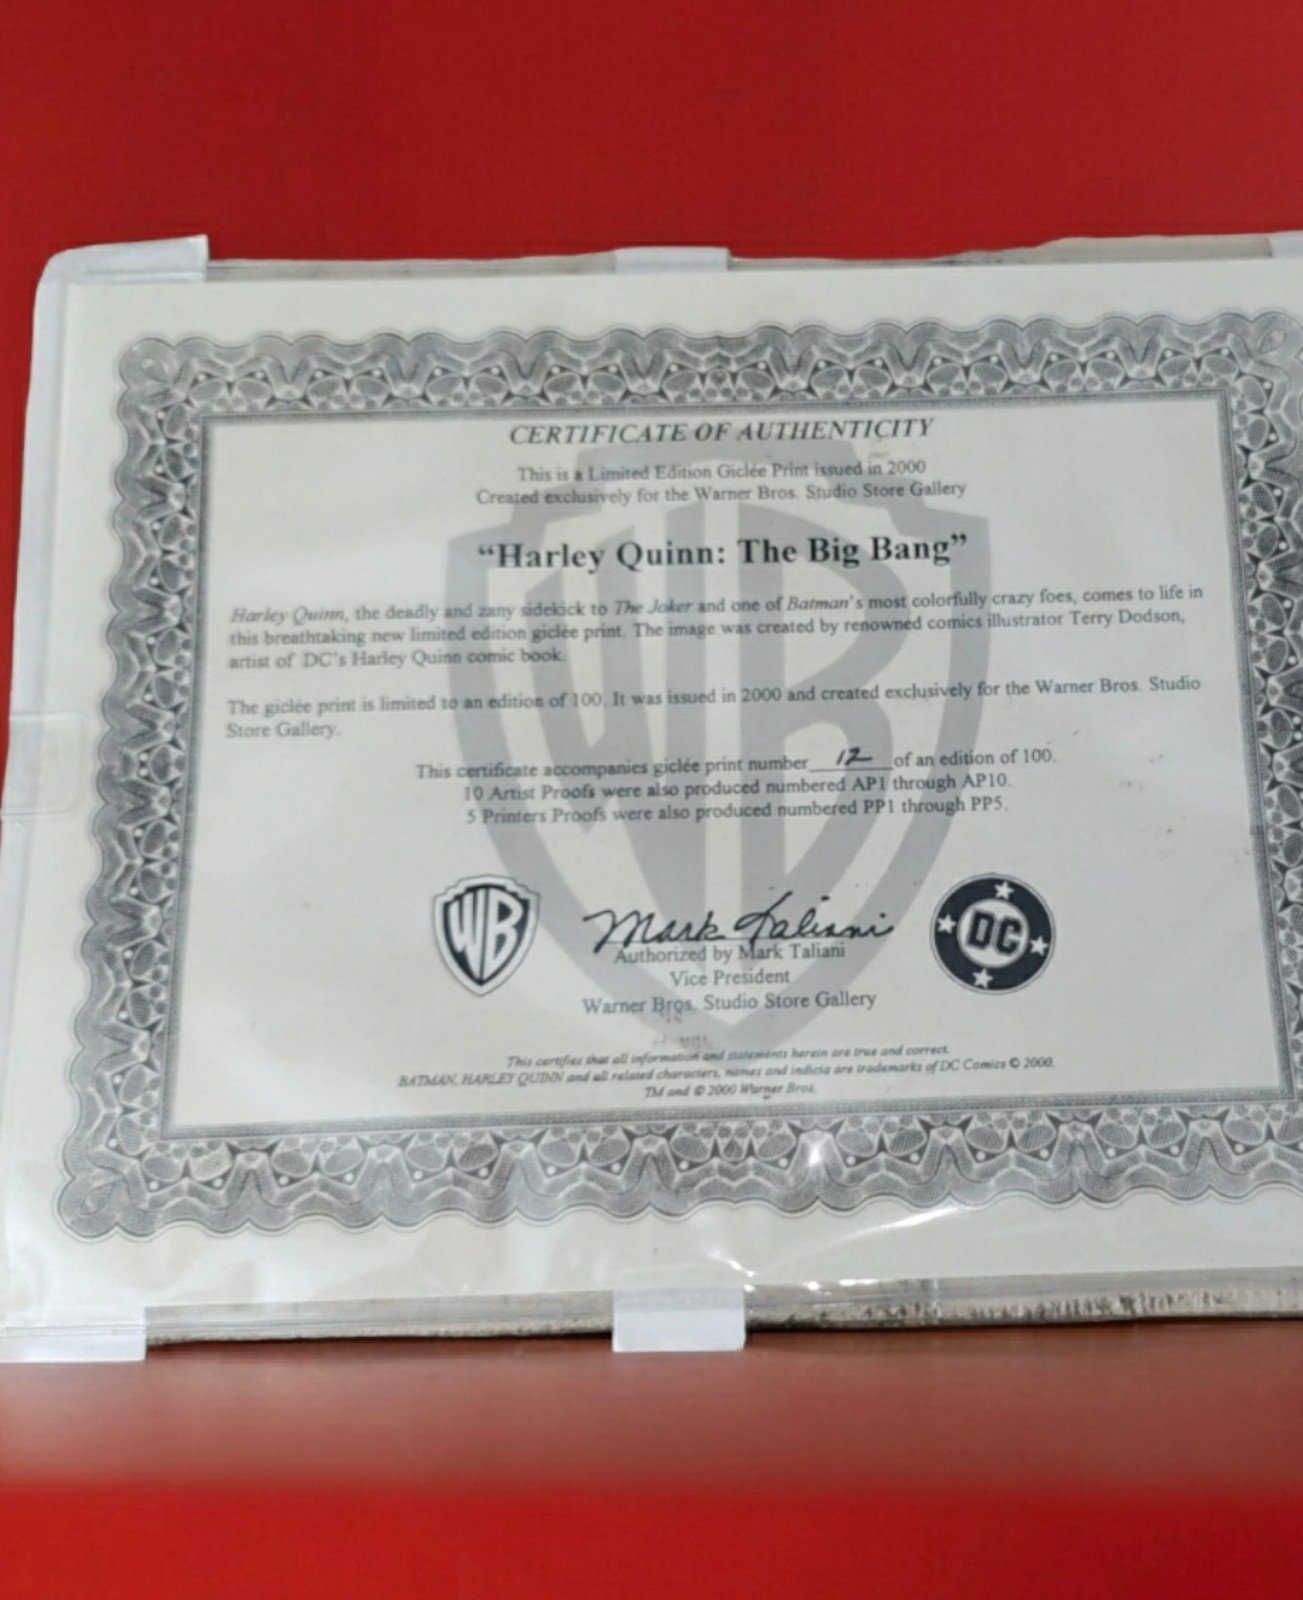 CERTIFICATE OF AUTHENTICITY
This is a Limited Edition Giclée Print issued in 2000
Created exclusively for the Warner Bros. Studio Store Gallery
“Harley Quinn: The Big Bang”
Harley Quinn, the deadly and zany sidekick to The Joker and one of Batman's most colorfully crazy foes, comes to life in
this breathtaking new limited edition giclée print. The image was created by renowned comics illustrator Terry Dodson,
artist of DC's Harley Quinn comic book.
The giclée print is limited to an edition of 100. It was issued in 2000 and created exclusively for the Warner Bros. Studio
Store Gallery.
This certificate accompanies giclée print number 12 of an edition of 100.
10 Artist Proofs were also produced numbered AP1 through AP10.
5 Printers Proofs were also produced numbered PP1 through PP5.
WB
Mark Taliani
DC
Authorized by Mark Taliani
Vice President
Warner Bros. Studio Store Gallery
This certifies that all information and statements herein are true and correct.
BATMAN, HARLEY QUINN and all related characters, names and indicia are trademarks of DC Comics © 2000.
TM and © 2000 Warner Bros.